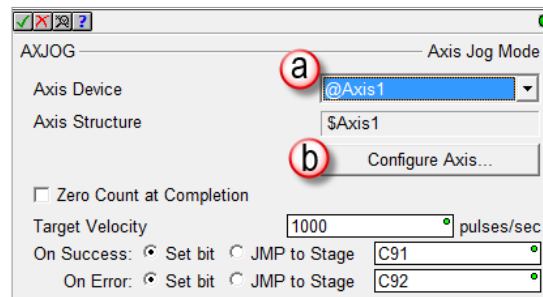 ?
AXJOG Axis Jog Mode
a
Axis Device @Axis1
Axis Structure $Axis1
b Configure Axis...
Zero Count at Completion
Target Velocity 1000 pulses/sec
On Success: Set bit JMP to Stage C91
On Error: Set bit JMP to Stage C92